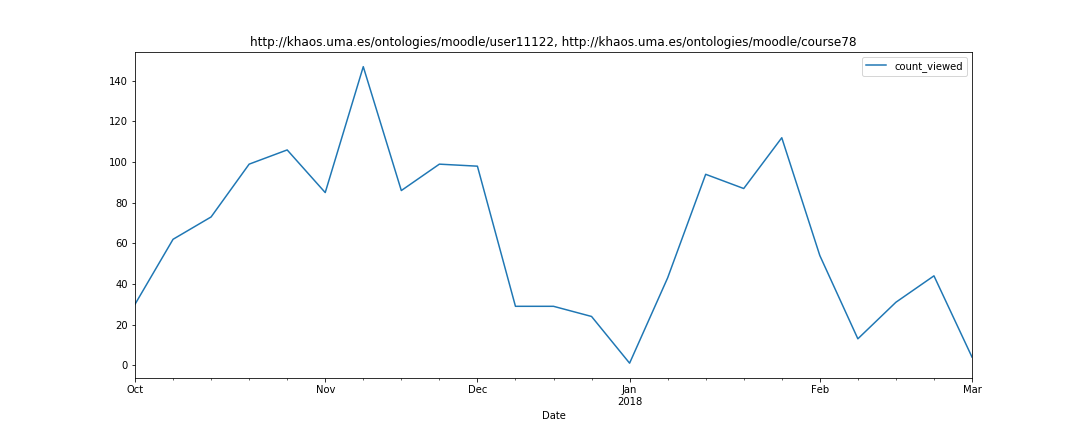 http://khaos.uma.es/ontologies/moodle/user11122, http://khaos.uma.es/ontologies/moodle/course78
count_viewed
140
120
100
80
60
40
20
0
Oct Nov Dec Jan Feb Mar
2018
Date